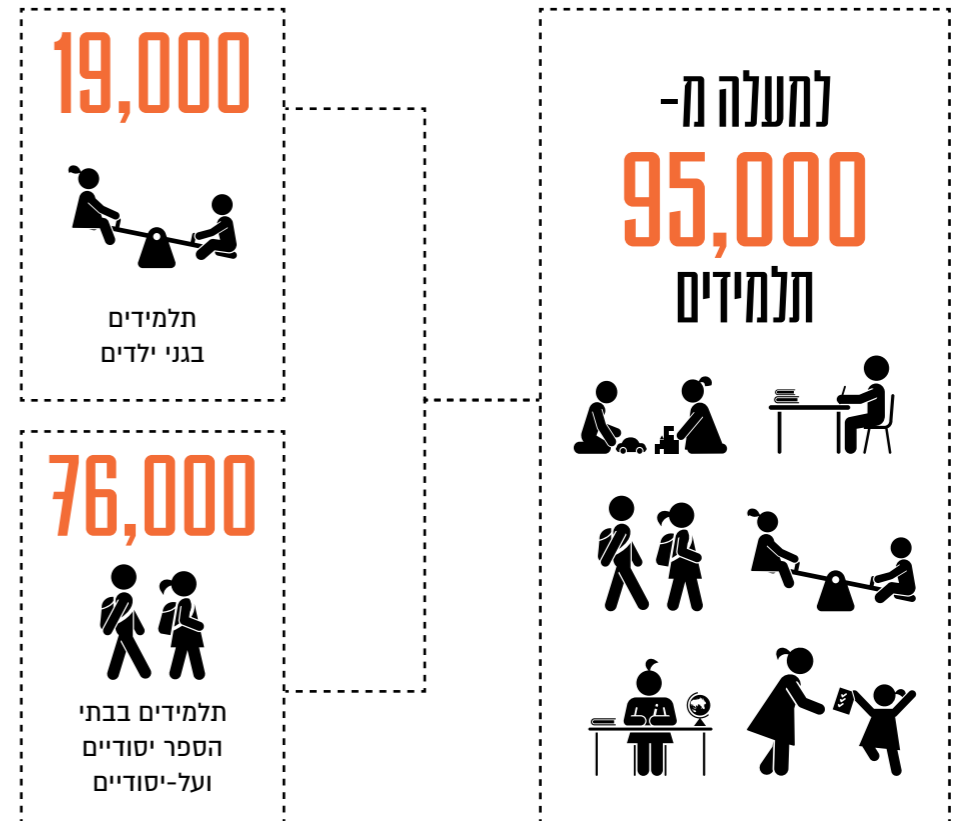 למעלה מ-
95,000
תלמידים
19,000
תלמידים
בגני ילדים
76,000
תלמידים בבתי
הספר יסודיים
ועל-יסודיים